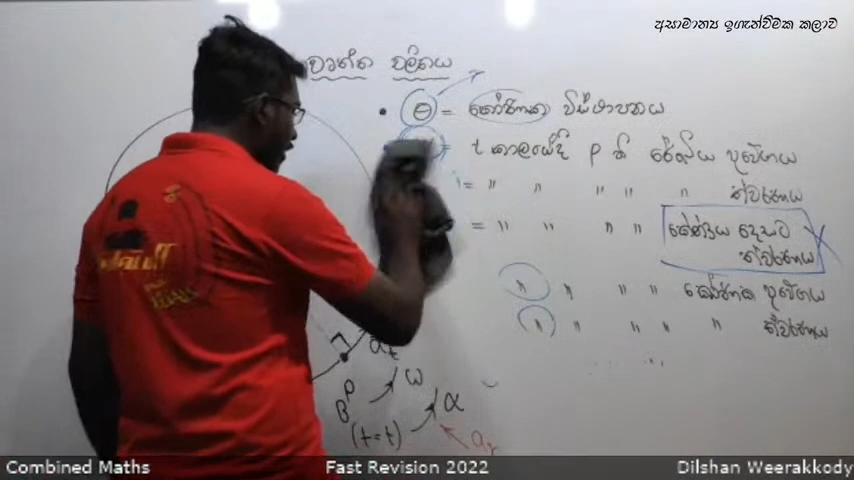 අසාමාන්‍ය ඉගැන්වීමක කලාව
වෘත්ත චලිතය
• θ = කෝණික විස්ථාපනය
= t කාලයේදී P හි රේඛීය ප්‍රවේගය
= " " " " " ත්වරණය
= " " " " කේන්ද්‍රය දෙසට
ත්වරණය
" " " " කෝණික ප්‍රවේගය
" " " " " ත්වරණය
P
ω
α
(t=t)
Combined Maths Fast Revision 2022 Dilshan Weerakkody